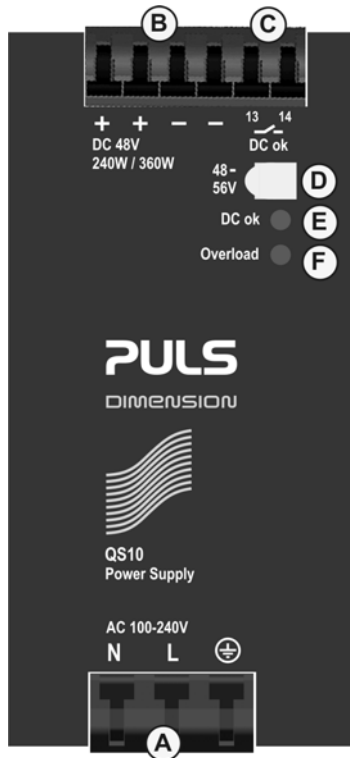 B C
+ + – – 13 14
DC 48V DC ok
240W / 360W
48-
56V D
DC ok E
Overload F
PULS
DIMENSION
QS10
Power Supply
AC 100-240V
N L
A